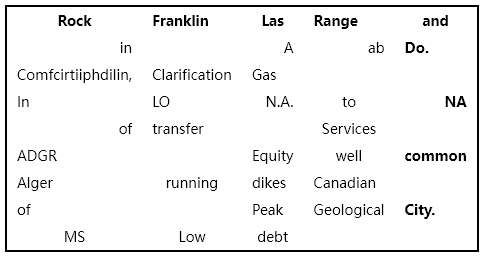 Rock Franklin Las Range and
in A ab Do.
Comfcirtiiphdilin, Clarification Gas
In LO N.A. to NA
of transfer Services
ADGR Equity well common
Alger running dikes Canadian
of Peak Geological City.
MS Low debt